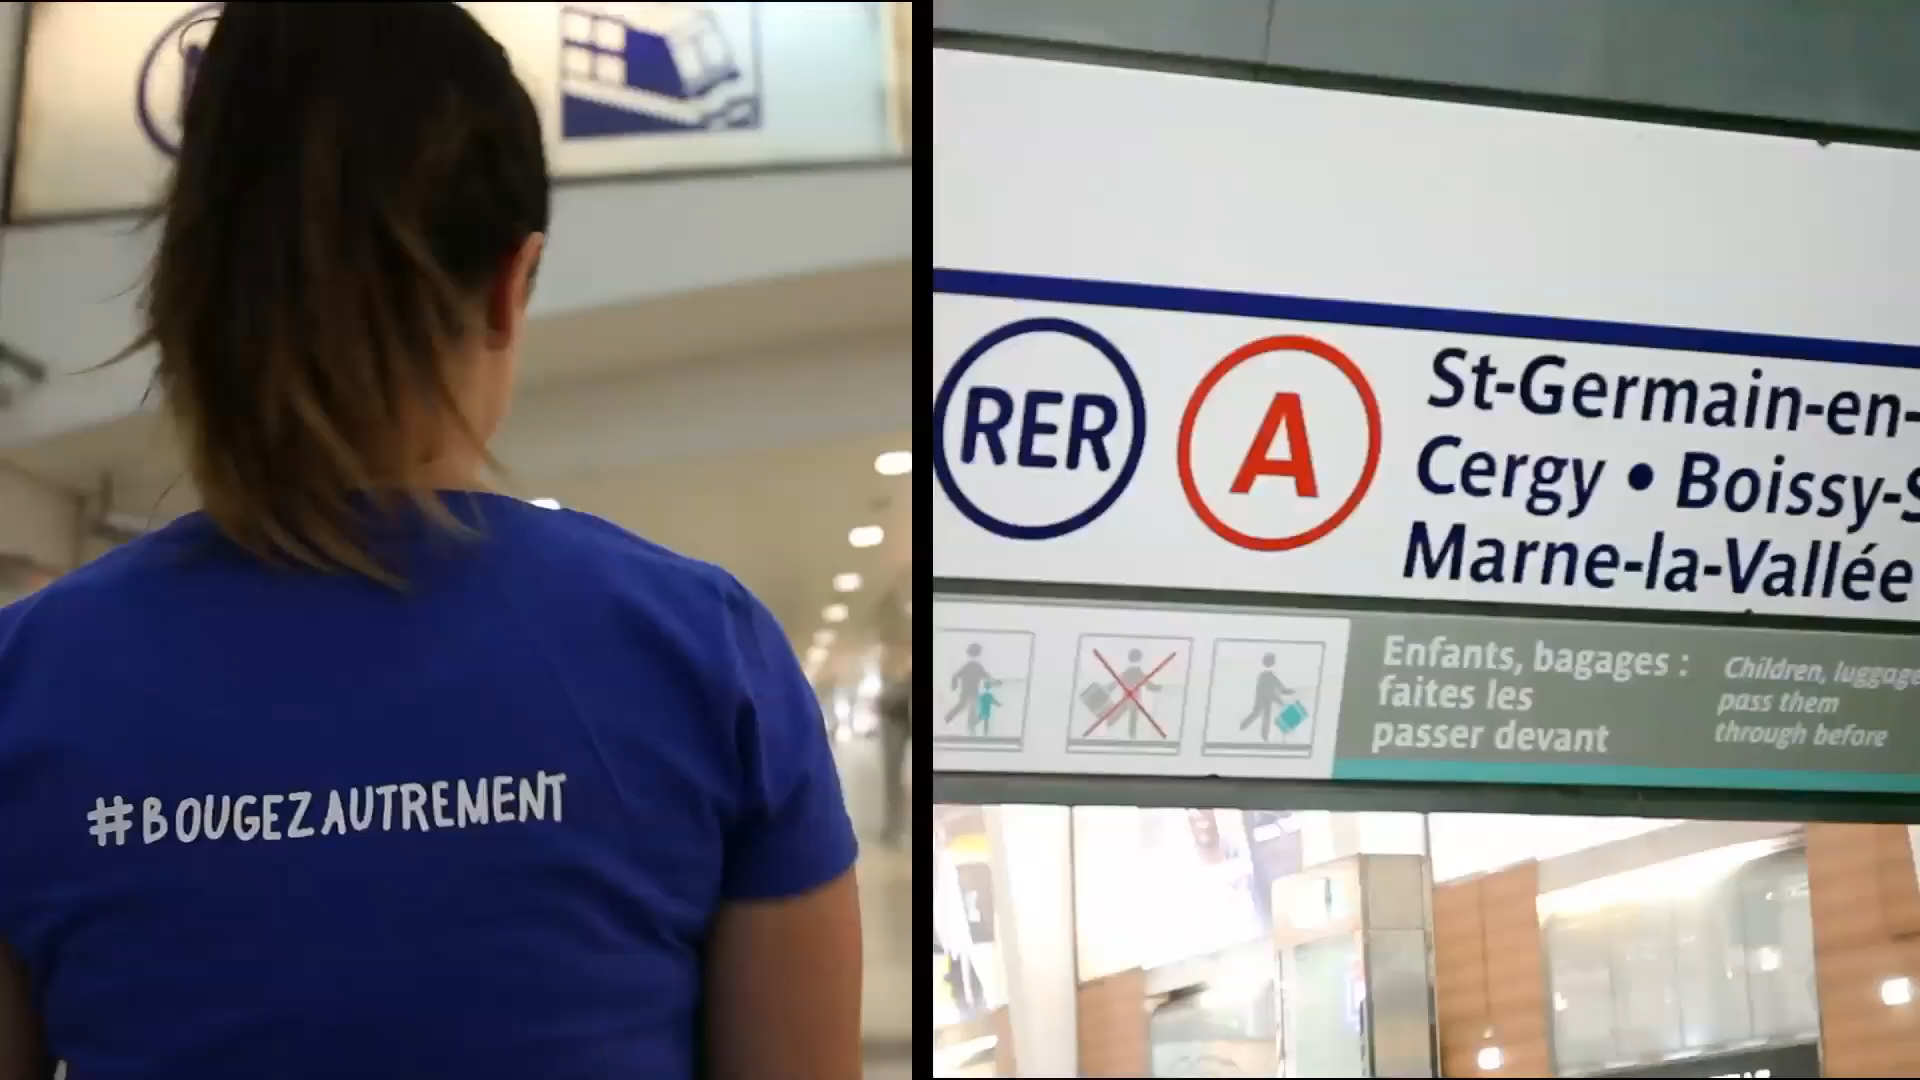 #BOUGEZAUTREMENT
RER A St-Germain-en-
Cergy • Boissy-S
Marne-la-Vallée
Enfants, bagages :
faites les
passer devant
Children, luggage
pass them
through before